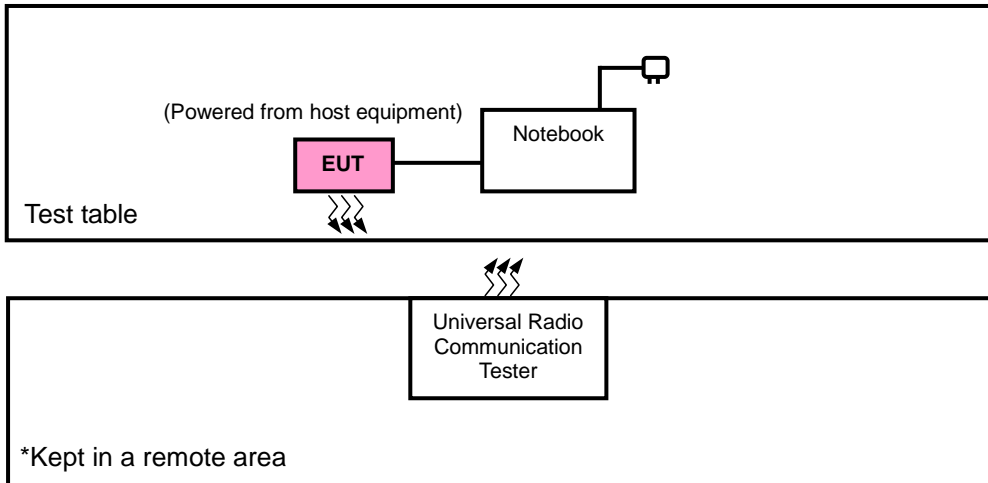 (Powered from host equipment)
Notebook
EUT
Test table
Universal Radio
Communication
Tester
*Kept in a remote area